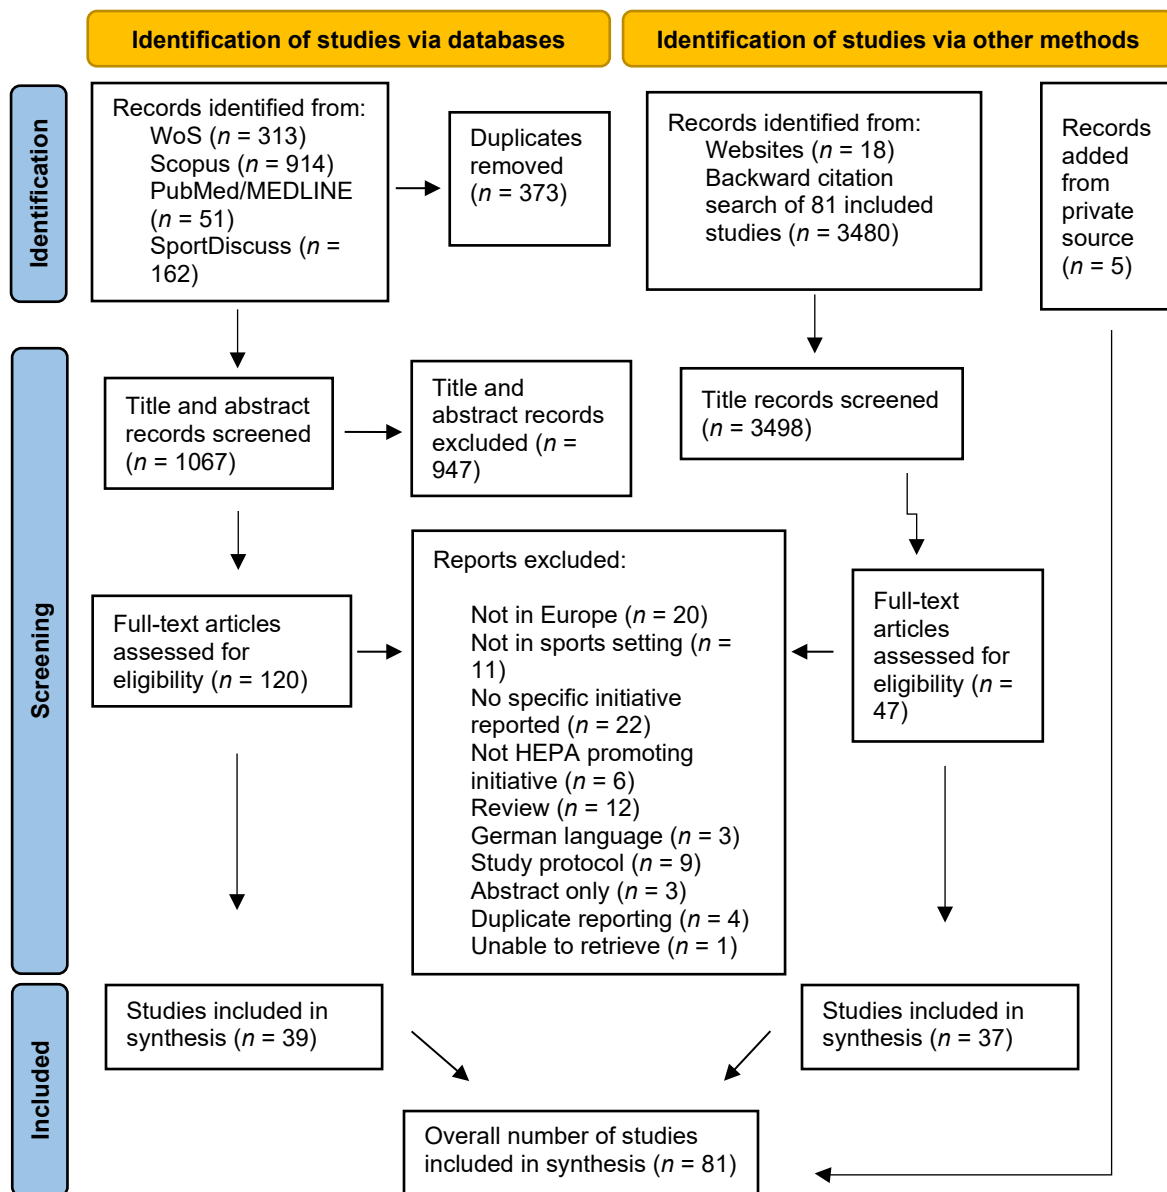 Identification of studies via databases
Identification of studies via other methods
Identification
Records identified from:
WoS (n = 313)
Scopus (n = 914)
PubMed/MEDLINE
(n = 51)
SportDiscuss (n =
162)
Duplicates
removed
(n = 373)
Records identified from:
Websites (n = 18)
Backward citation
search of 81 included
studies (n = 3480)
Records
added
from
private
source
(n = 5)
Screening
Title and abstract
records screened
(n = 1067)
Title and
abstract records
excluded (n =
947)
Title records screened
(n = 3498)
Full-text articles
assessed for
eligibility (n = 120)
Reports excluded:
Not in Europe (n = 20)
Not in sports setting (n =
11)
No specific initiative
reported (n = 22)
Not HEPA promoting
initiative (n = 6)
Review (n = 12)
German language (n = 3)
Study protocol (n = 9)
Abstract only (n = 3)
Duplicate reporting (n = 4)
Unable to retrieve (n = 1)
Full-text
articles
assessed for
eligibility (n =
47)
Included
Studies included in
synthesis (n = 39)
Studies included in
synthesis (n = 37)
Overall number of studies
included in synthesis (n = 81)